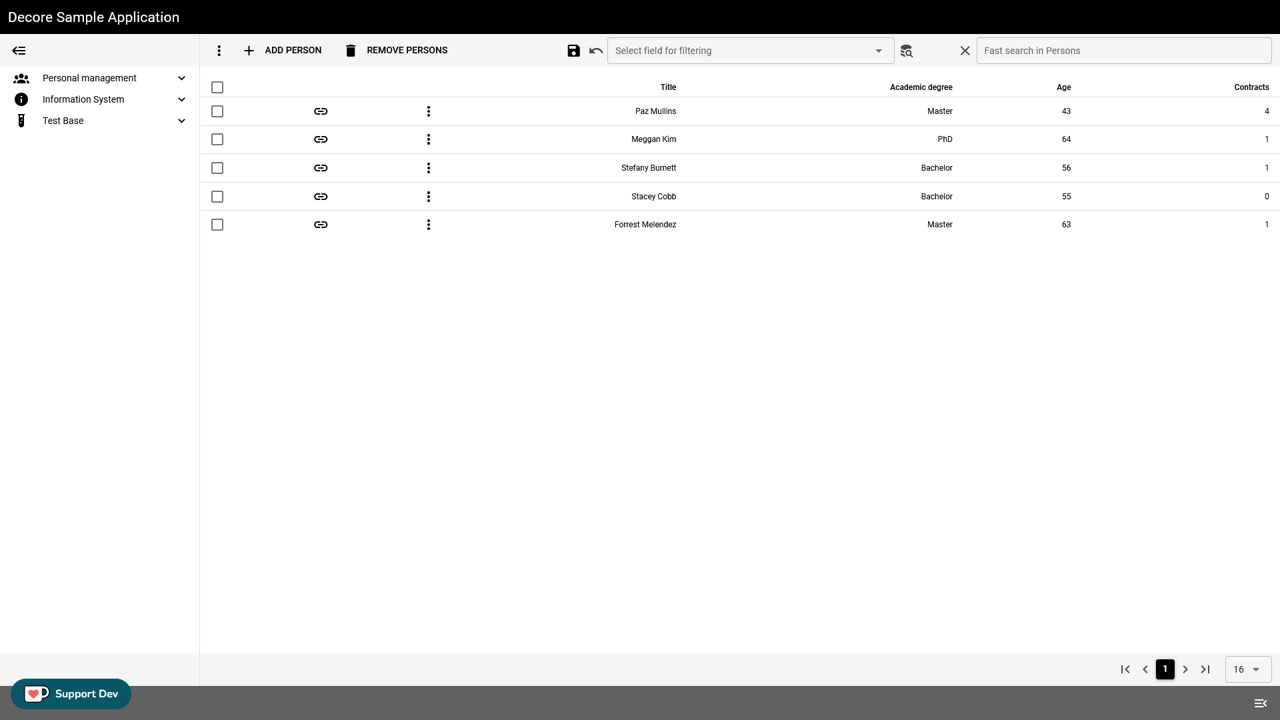 Decore Sample Application
ADD PERSON REMOVE PERSONS Select field for filtering Fast search in Persons
Personal management
Information System
Test Base
Title Academic degree Age Contracts
Paz Mullins Master 43 4
Meggan Kim PhD 64 1
Stefany Burnett Bachelor 56 1
Stacey Cobb Bachelor 55 0
Forrest Melendez Master 63 1
1 16
Support Dev